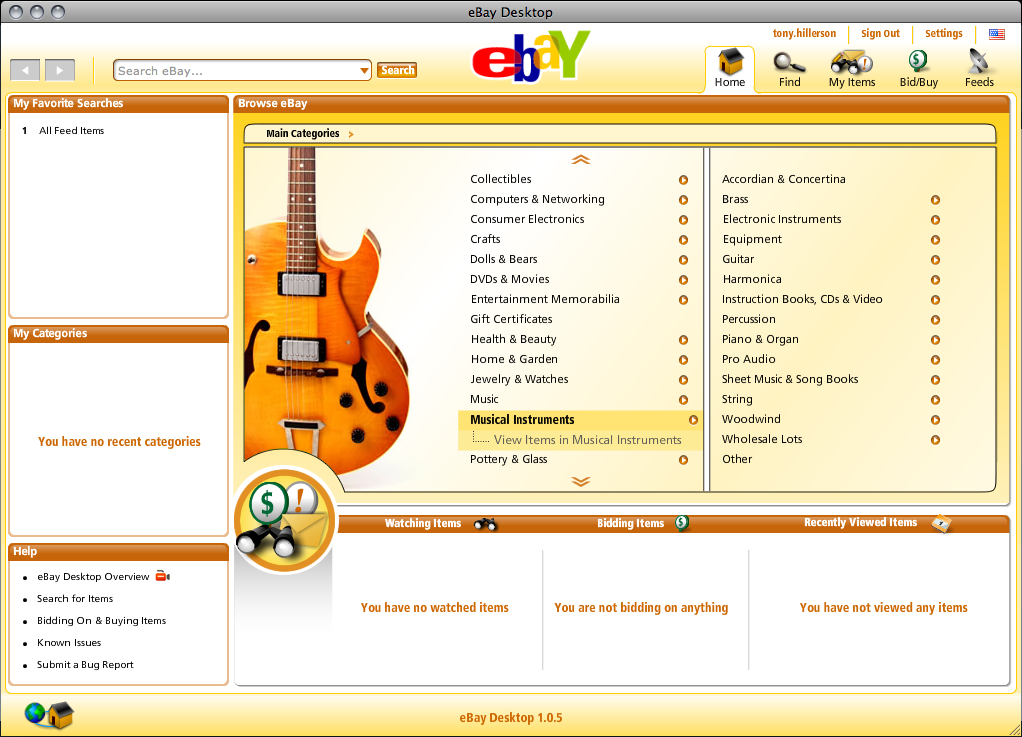 eBay Desktop
tony.hillerson
Sign Out
Settings
Search eBay...
Search
ebaY
Home
Find
My Items
Bid/Buy
Feeds
My Favorite Searches
1 All Feed Items
My Categories
You have no recent categories
Help
eBay Desktop Overview
Search for Items
Bidding On & Buying Items
Known Issues
Submit a Bug Report
Browse eBay
Main Categories >
Collectibles
Computers & Networking
Consumer Electronics
Crafts
Dolls & Bears
DVDs & Movies
Entertainment Memorabilia
Gift Certificates
Health & Beauty
Home & Garden
Jewelry & Watches
Music
Musical Instruments
View Items in Musical Instruments
Pottery & Glass
Accordian & Concertina
Brass
Electronic Instruments
Equipment
Guitar
Harmonica
Instruction Books, CDs & Video
Percussion
Piano & Organ
Pro Audio
Sheet Music & Song Books
String
Woodwind
Wholesale Lots
Other
$ !
Watching Items
Bidding Items
Recently Viewed Items
You have no watched items
You are not bidding on anything
You have not viewed any items
eBay Desktop 1.0.5